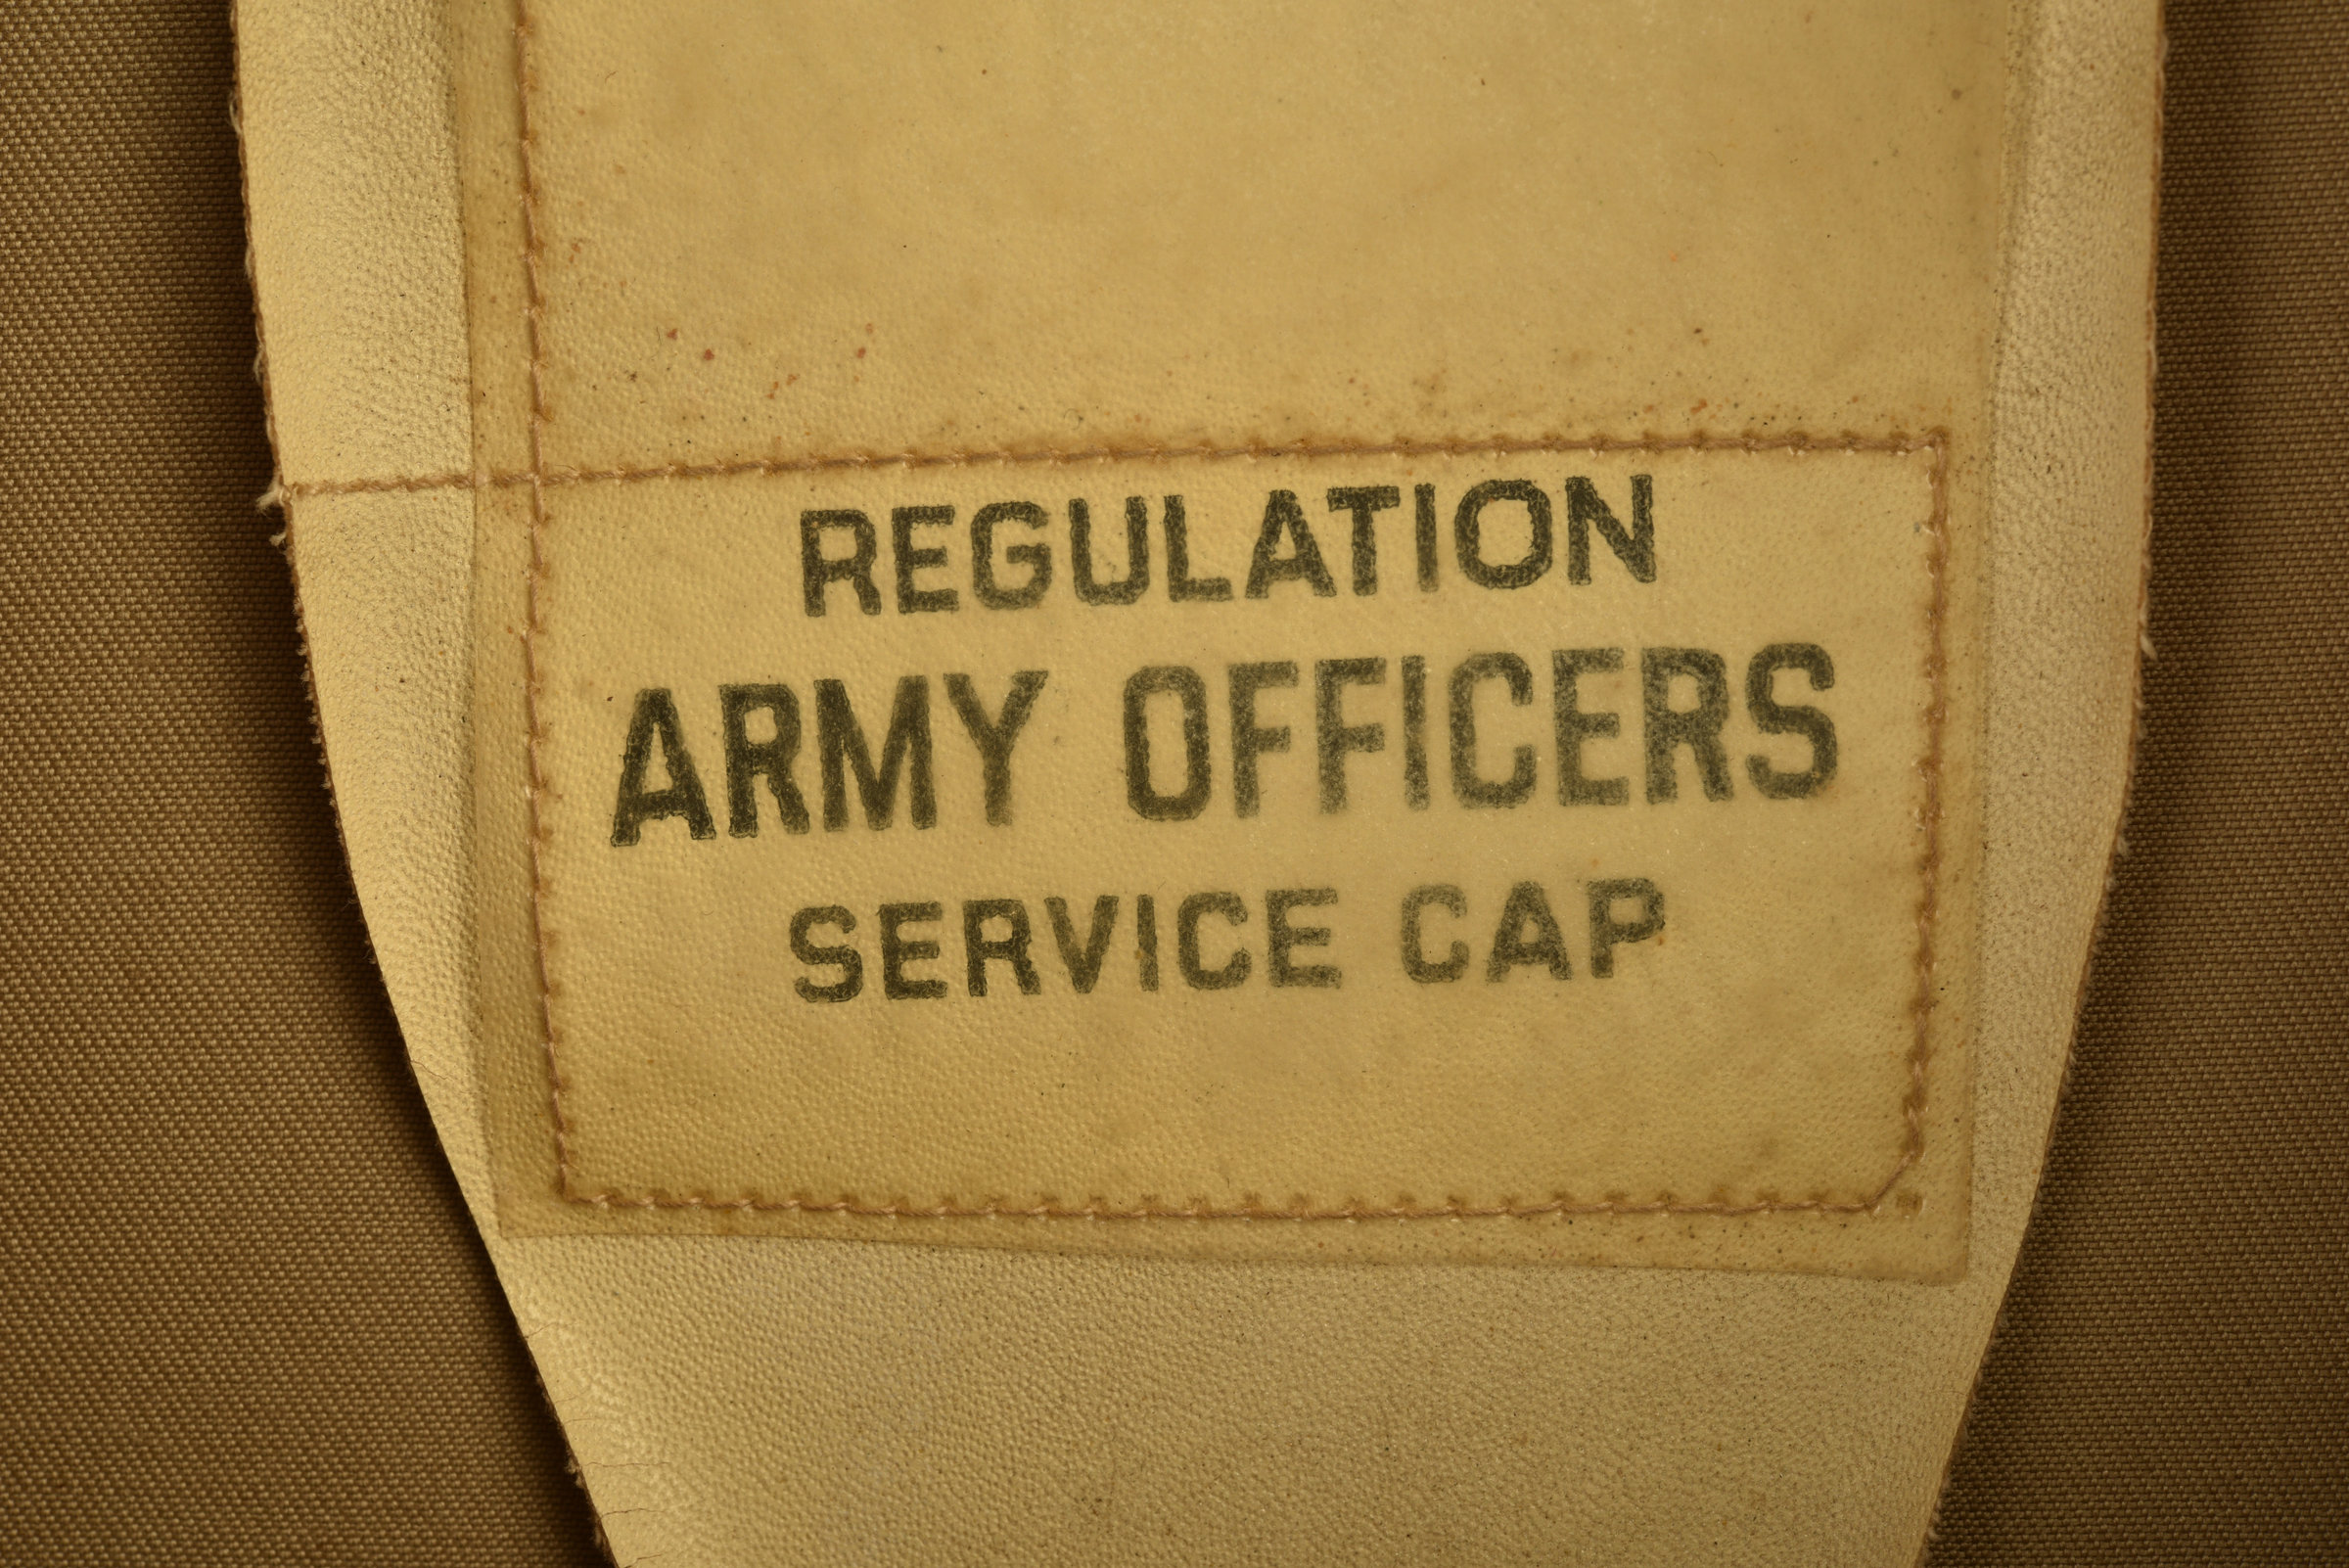 REGULATION
ARMY OFFICERS
SERVICE CAP